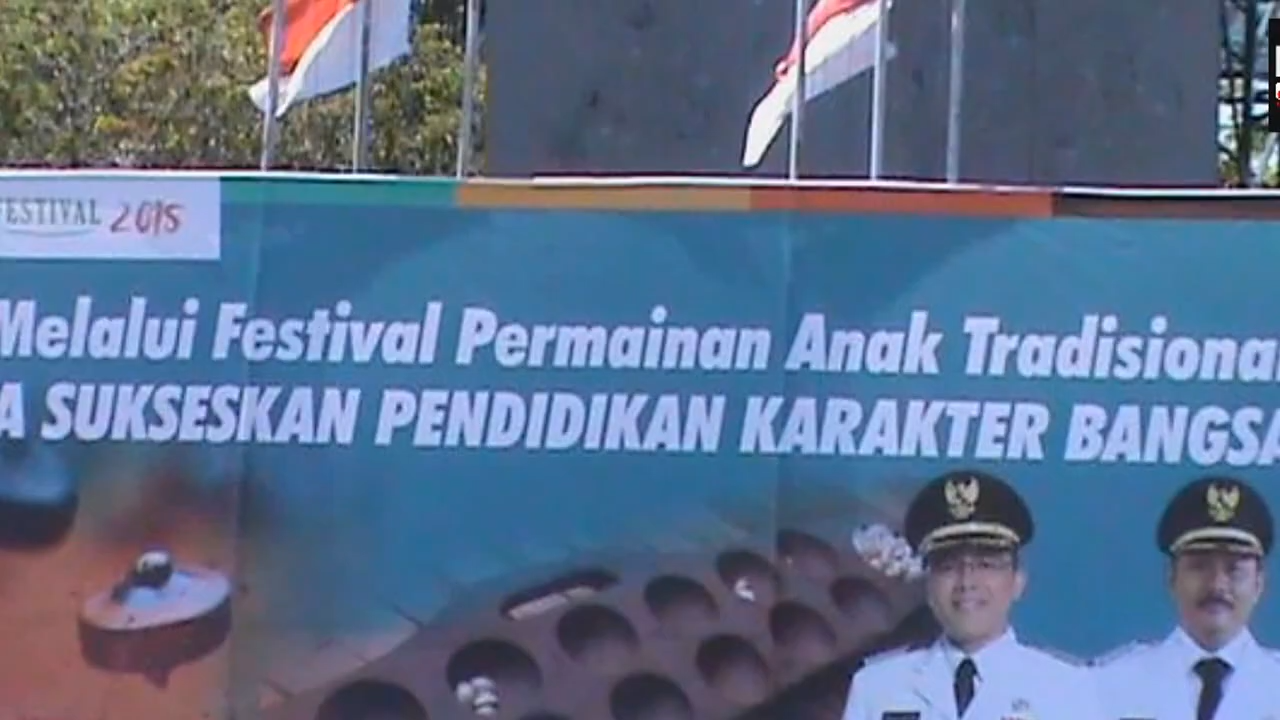 FESTIVAL 2015
Melalui Festival Permainan Anak Tradisional
A SUKSESKAN PENDIDIKAN KARAKTER BANGSA